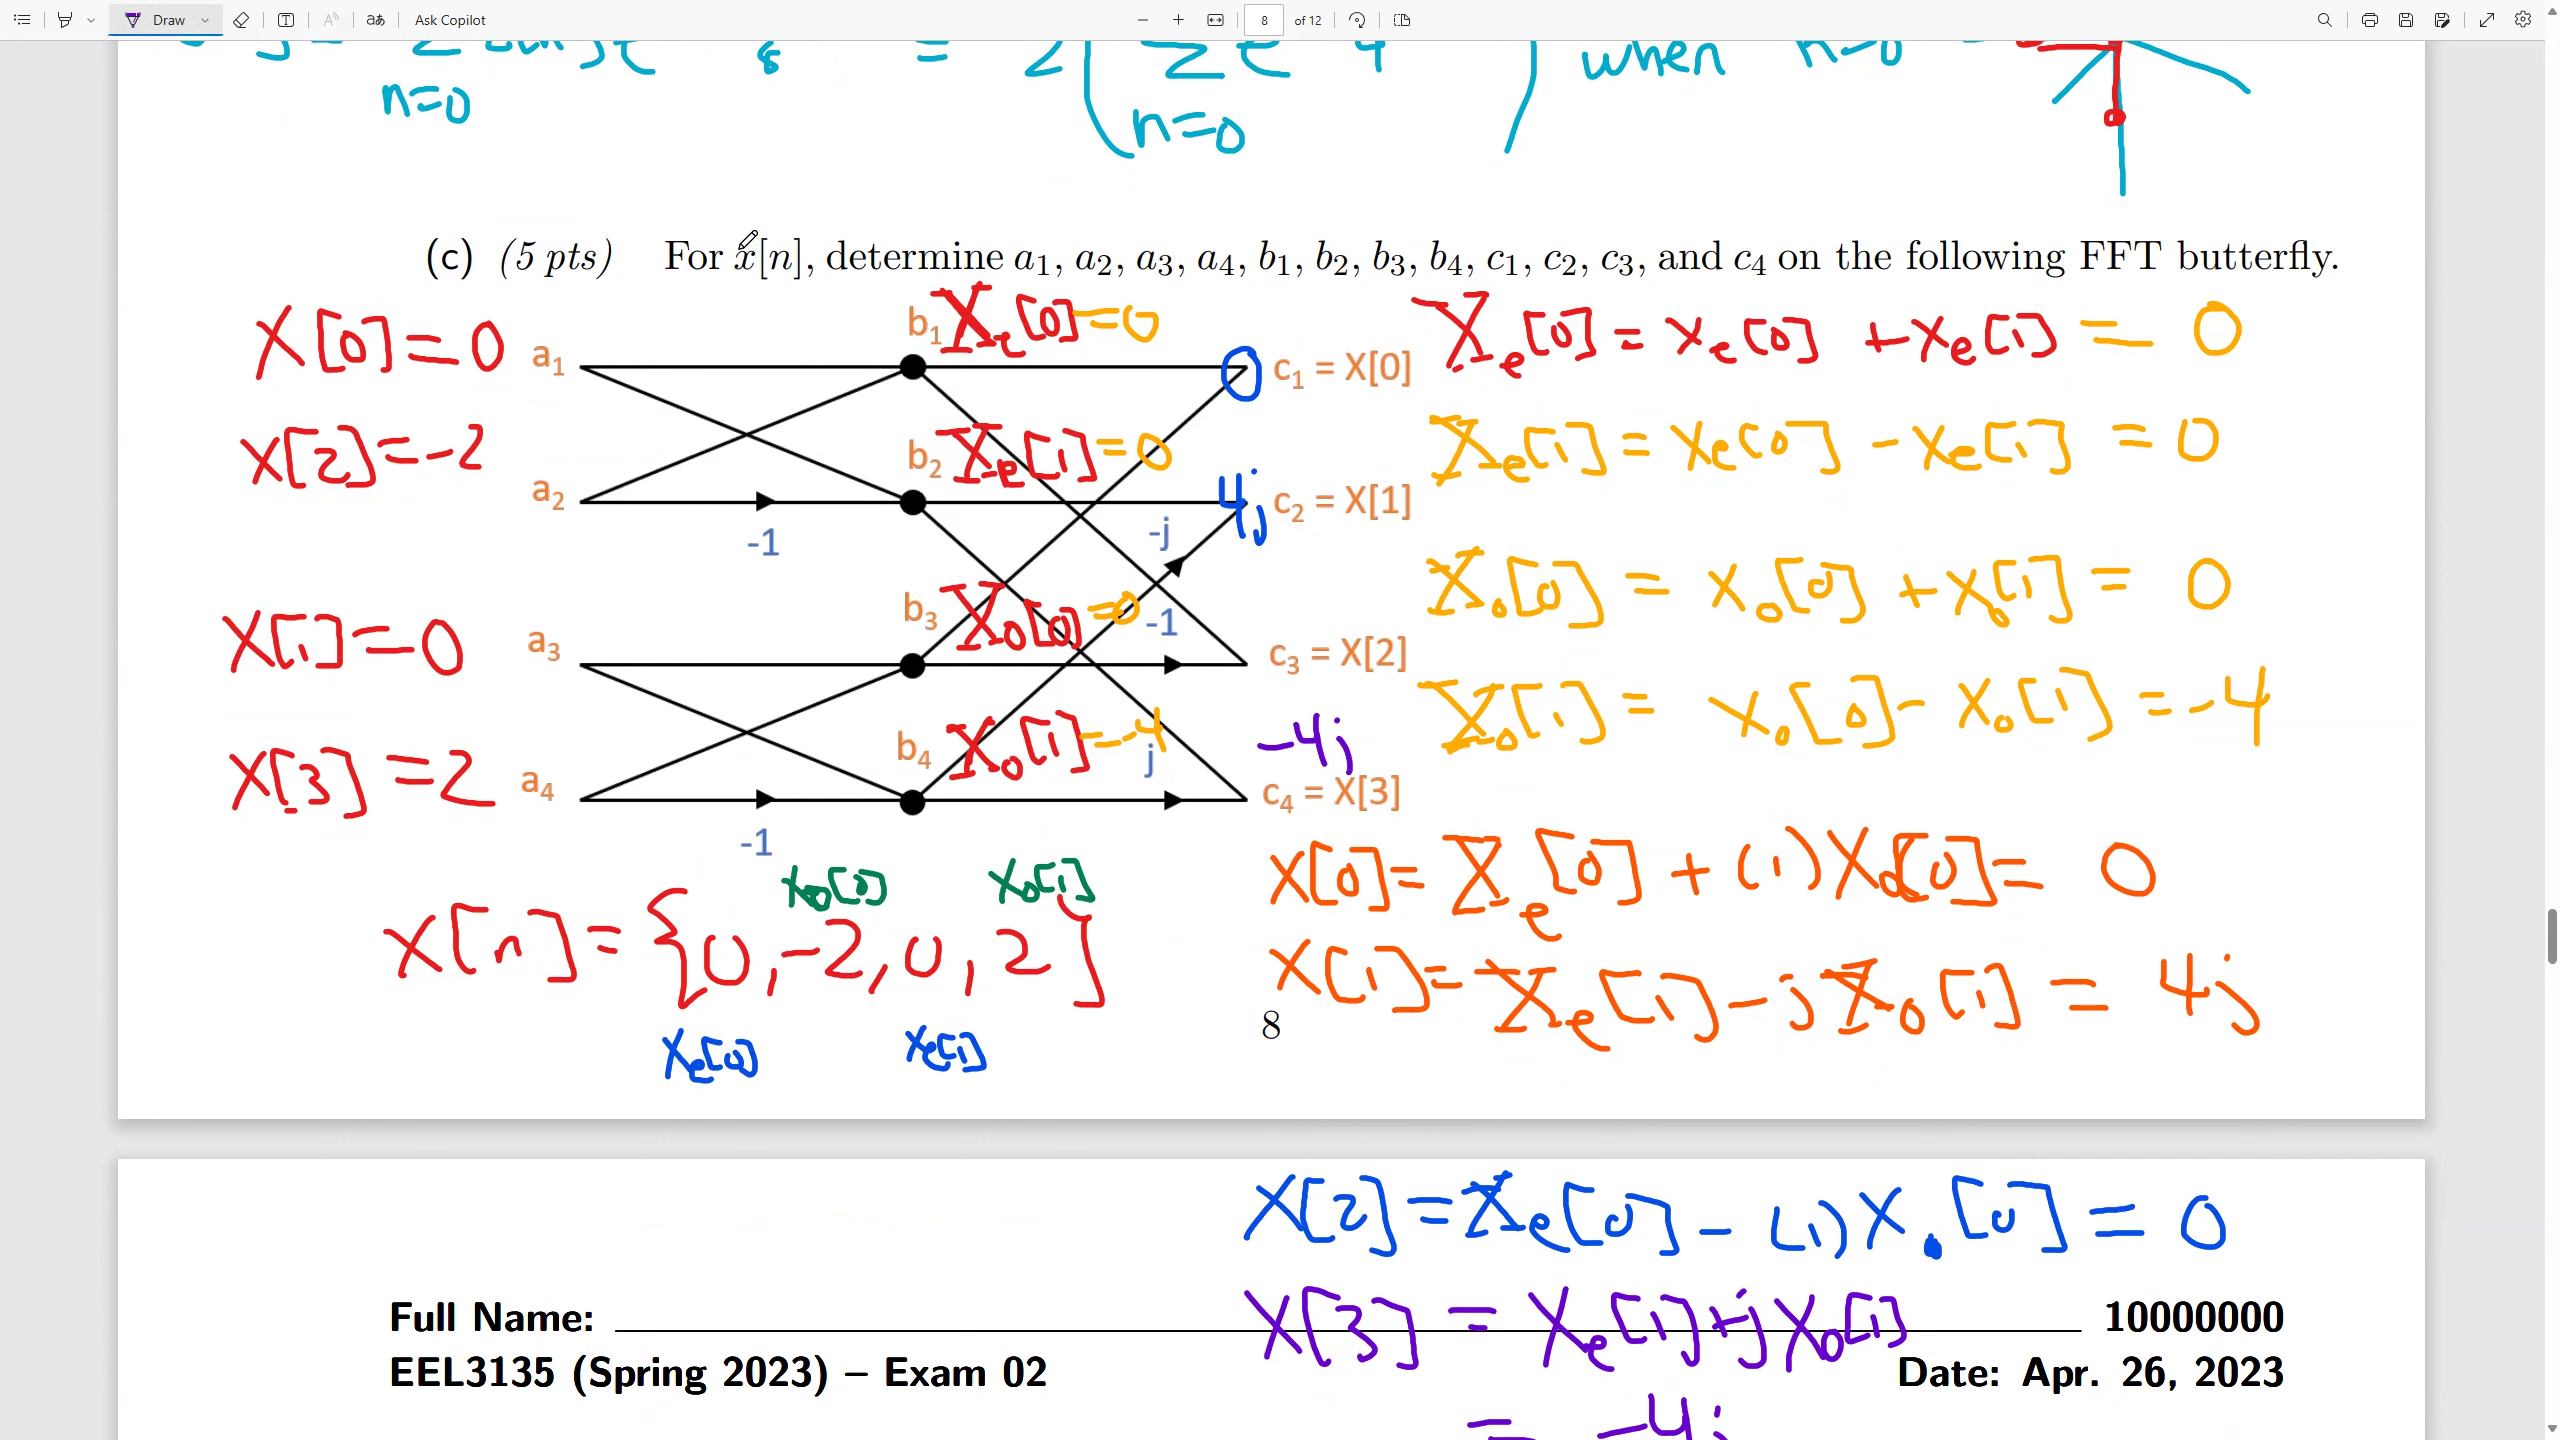 Draw
Ask Copilot
8 of 12
n=0
n=0
when n=0
(c) (5 pts) For x[n], determine a1, a2, a3, a4, b1, b2, b3, b4, c1, c2, c3, and c4 on the following FFT butterfly.
X[0]=0
a1
b1 Xe[0]=0
0
c1 = X[0]
Xe[0] = xe[0] + xe[1] = 0
X[2]=-2
a2
b2 Xe[1]=0
4j
c2 = X[1]
Xe[1] = xe[0] - xe[1] = 0
-1
-j
X[1]=0
a3
b3 Xo[0]=0
-1
c3 = X[2]
Xo[0] = xo[0] + xo[1] = 0
X[3]=2
a4
b4 Xo[1]=-4
j
-4j
c4 = X[3]
Xo[1] = xo[0] - xo[1] = -4
-1
xo[0] xo[1]
x[n]={0,-2,0,2]
xe[0] xe[1]
X[0]= Xe[0] + (1)Xo[0]= 0
X[1]= Xe[1]-jXo[1] = 4j
8
X[2] = Xe[0] - (1)Xo[0] = 0
X[3] = Xe[1]+jXo[1]
= -4j
Full Name: 10000000
EEL3135 (Spring 2023) – Exam 02 Date: Apr. 26, 2023